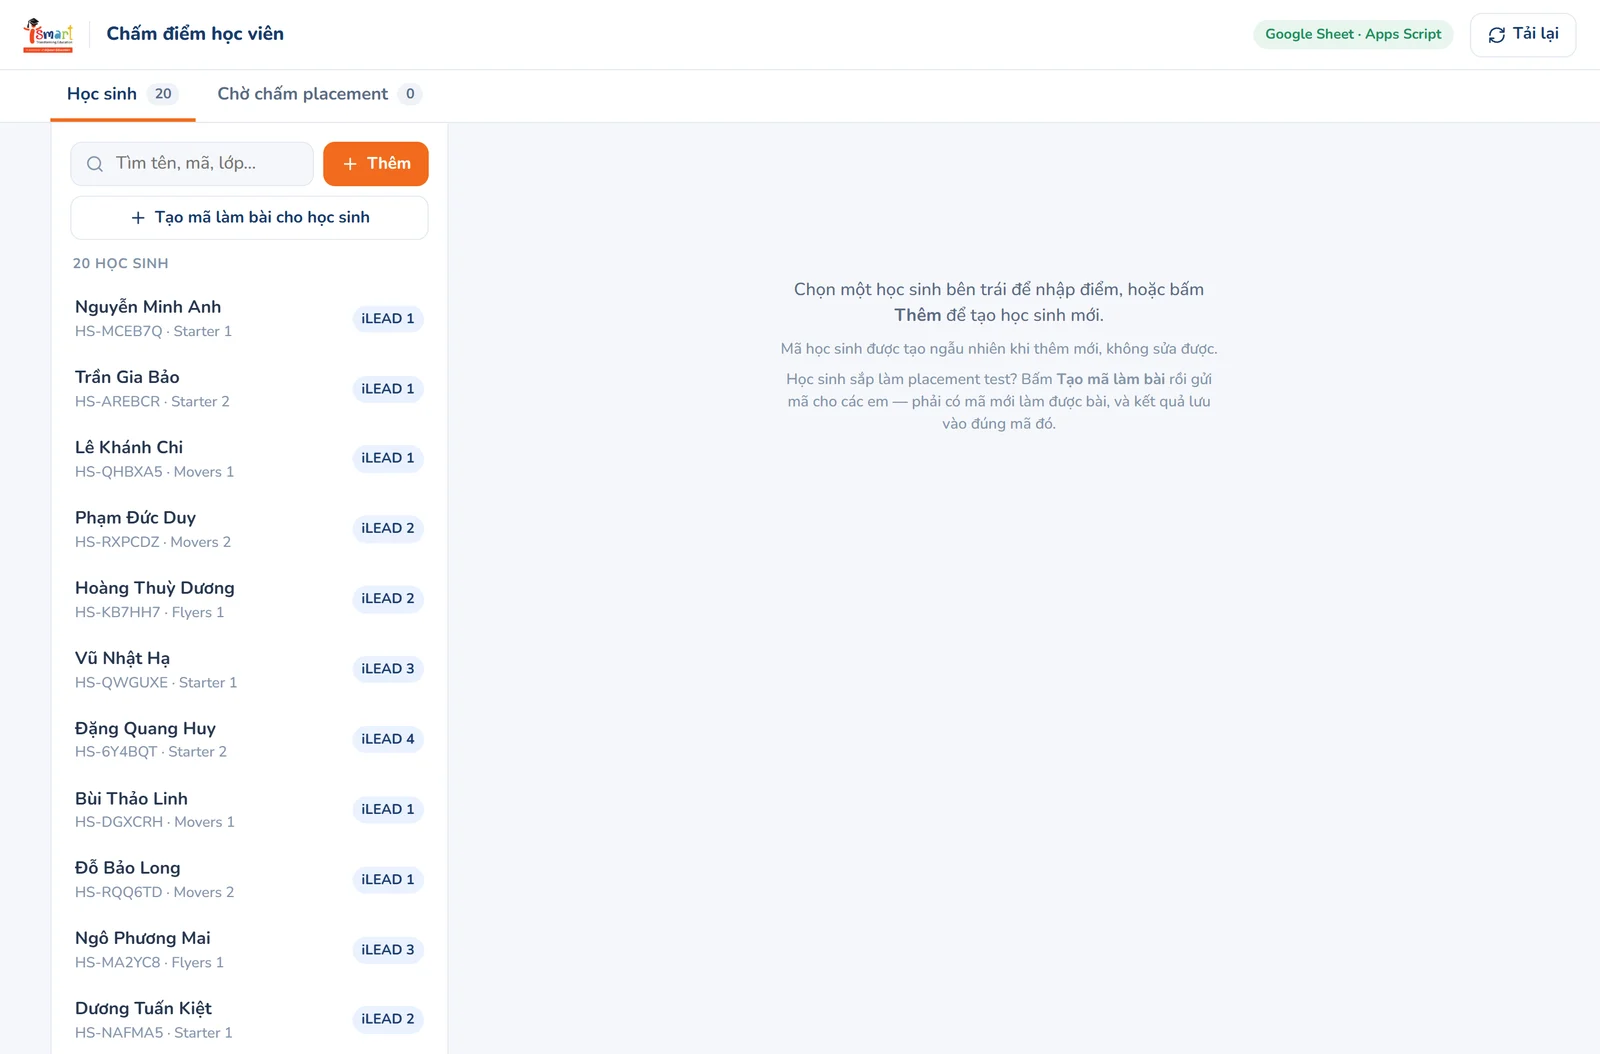 iSmart
Chấm điểm học viên
Google Sheet · Apps Script
Tải lại
Học sinh 20
Chờ chấm placement 0
Tìm tên, mã, lớp...
+ Thêm
+ Tạo mã làm bài cho học sinh
20 HỌC SINH
Nguyễn Minh Anh
HS-MCEB7Q · Starter 1
iLEAD 1
Trần Gia Bảo
HS-AREBCR · Starter 2
iLEAD 1
Lê Khánh Chi
HS-QHBXA5 · Movers 1
iLEAD 1
Phạm Đức Duy
HS-RXPCDZ · Movers 2
iLEAD 2
Hoàng Thuỳ Dương
HS-KB7HH7 · Flyers 1
iLEAD 2
Vũ Nhật Hạ
HS-QWGUXE · Starter 1
iLEAD 3
Đặng Quang Huy
HS-6Y4BQT · Starter 2
iLEAD 4
Bùi Thảo Linh
HS-DGXCRH · Movers 1
iLEAD 1
Đỗ Bảo Long
HS-RQQ6TD · Movers 2
iLEAD 1
Ngô Phương Mai
HS-MA2YC8 · Flyers 1
iLEAD 3
Dương Tuấn Kiệt
HS-NAFMA5 · Starter 1
iLEAD 2
Chọn một học sinh bên trái để nhập điểm, hoặc bấm
Thêm để tạo học sinh mới.
Mã học sinh được tạo ngẫu nhiên khi thêm mới, không sửa được.
Học sinh sắp làm placement test? Bấm Tạo mã làm bài rồi gửi
mã cho các em — phải có mã mới làm được bài, và kết quả lưu
vào đúng mã đó.